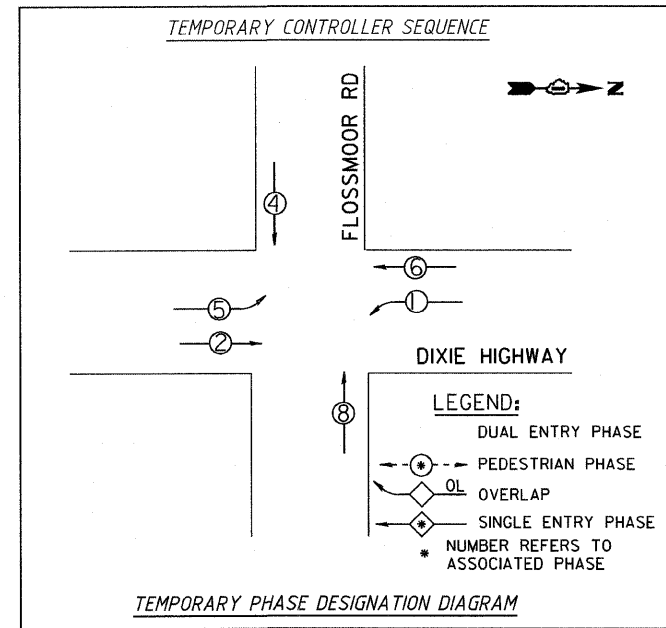 TEMPORARY CONTROLLER SEQUENCE
FLOSSMOOR RD
N
4
6
5
1
2
DIXIE HIGHWAY
8
LEGEND:
DUAL ENTRY PHASE
* PEDESTRIAN PHASE
OL OVERLAP
* SINGLE ENTRY PHASE
* NUMBER REFERS TO
ASSOCIATED PHASE
TEMPORARY PHASE DESIGNATION DIAGRAM